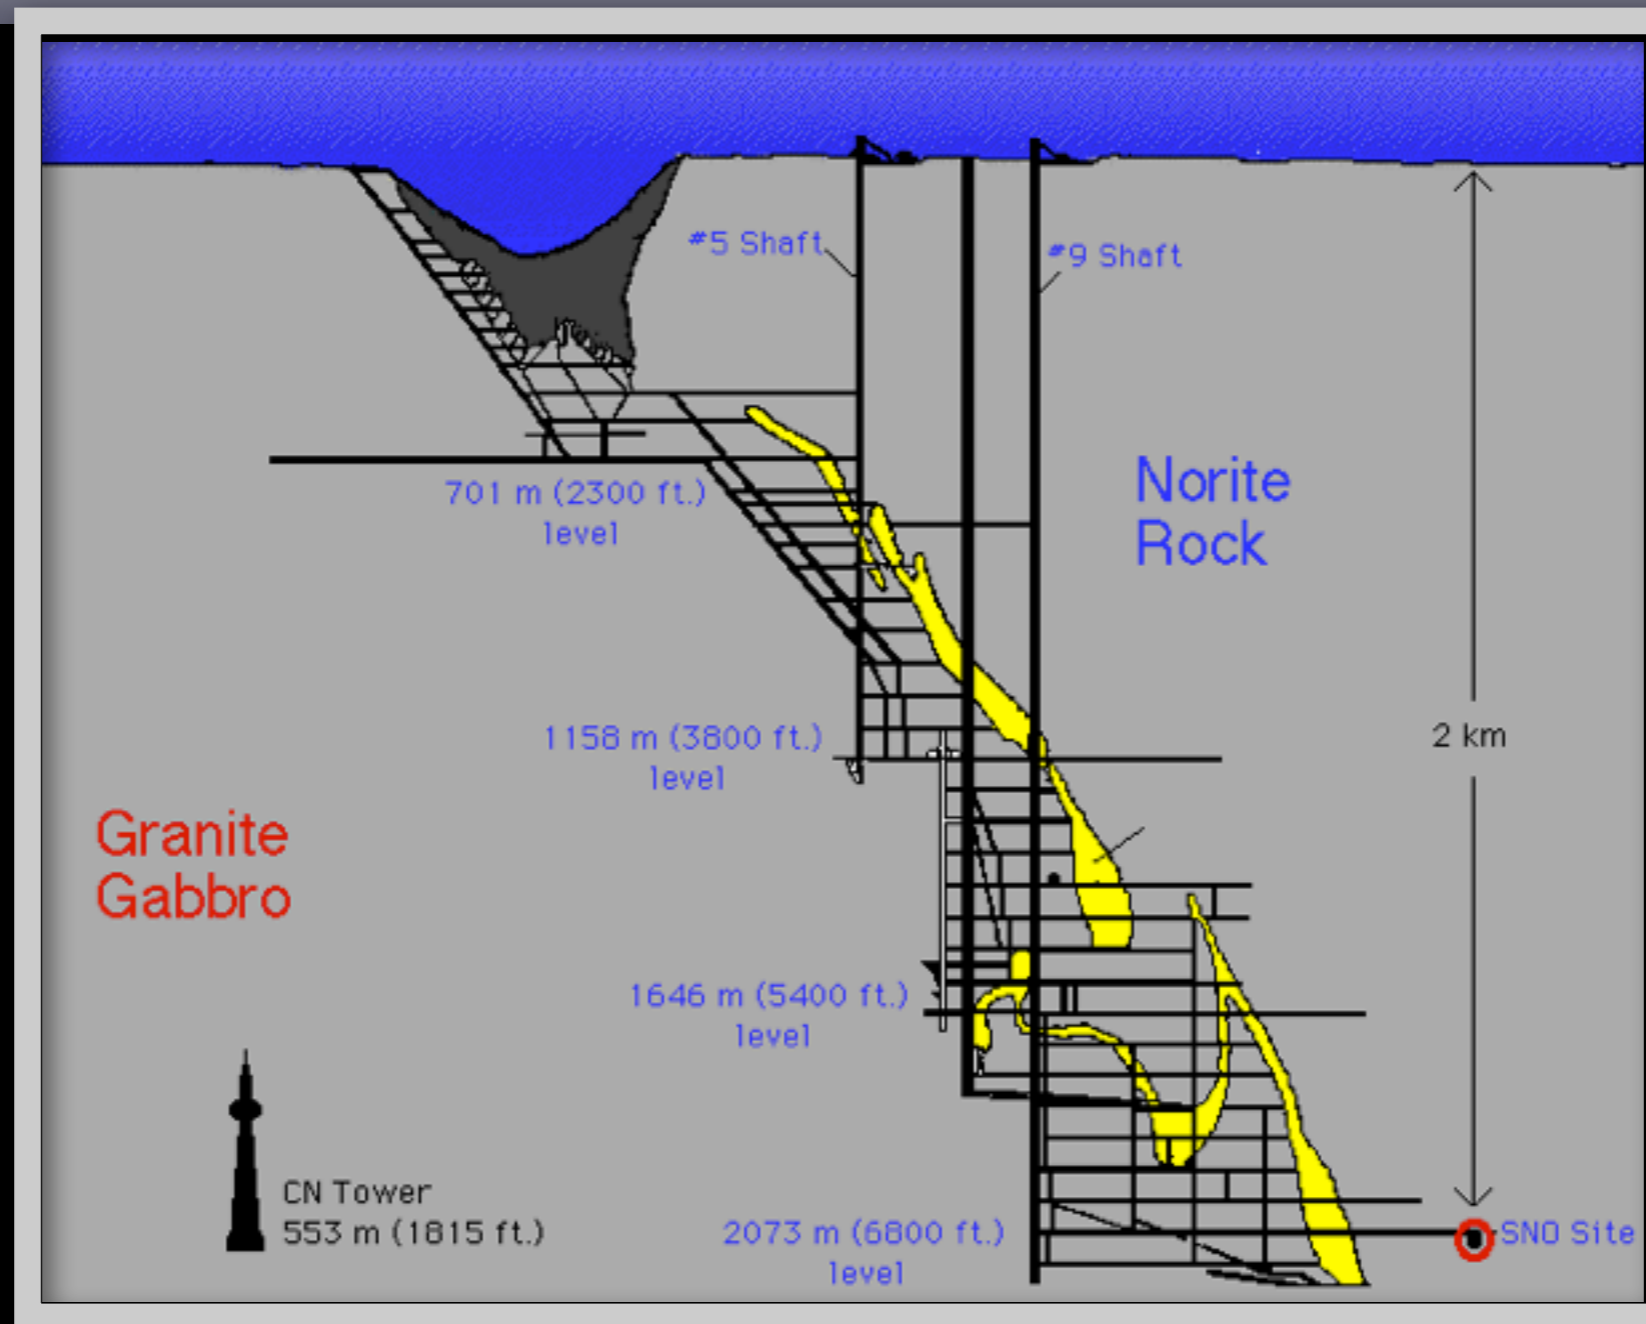 #5 Shaft
#9 Shaft
Norite
Rock
701 m (2300 ft.)
level
1158 m (3800 ft.)
level
2 km
Granite
Gabbro
1646 m (5400 ft.)
level
CN Tower
553 m (1815 ft.)
2073 m (6800 ft.)
level
SNO Site